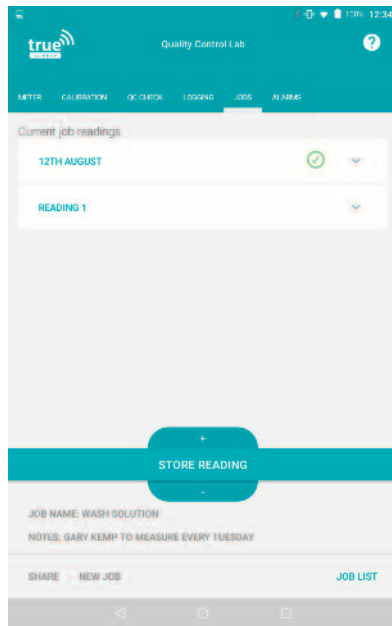 100% 12:34
true
Quality Control Lab
?
METER CALIBRATION QC CHECK LOGGING JOBS ALARMS
Current job readings
12TH AUGUST
READING 1
+
STORE READING
-
JOB NAME: WASH SOLUTION
NOTES: GARY KEMP TO MEASURE EVERY TUESDAY
SHARE NEW JOB JOB LIST